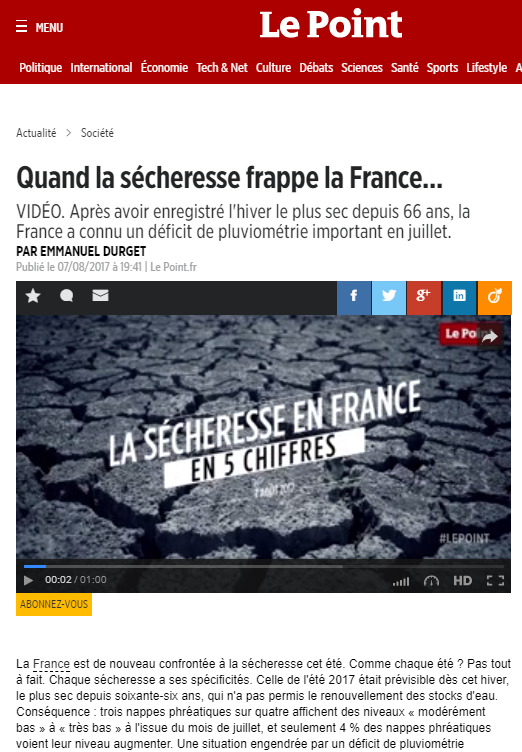 MENU
Le Point
Politique International Économie Tech & Net Culture Débats Sciences Santé Sports Lifestyle A
Actualité > Société
Quand la sécheresse frappe la France...
VIDÉO. Après avoir enregistré l'hiver le plus sec depuis 66 ans, la
France a connu un déficit de pluviométrie important en juillet.
PAR EMMANUEL DURGET
Publié le 07/08/2017 à 19:41 | Le Point.fr
f g+ in
Le Po
LA SÉCHERESSE EN FRANCE
EN 5 CHIFFRES
7 AOÛT 2017
#LEPOINT
00:02 / 01:00 HD
ABONNEZ-VOUS
La France est de nouveau confrontée à la sécheresse cet été. Comme chaque été ? Pas tout
à fait. Chaque sécheresse a ses spécificités. Celle de l'été 2017 était prévisible dès cet hiver,
le plus sec depuis soixante-six ans, qui n'a pas permis le renouvellement des stocks d'eau.
Conséquence : trois nappes phréatiques sur quatre affichent des niveaux « modérément
bas » à « très bas » à l'issue du mois de juillet, et seulement 4 % des nappes phréatiques
voient leur niveau augmenter. Une situation engendrée par un déficit de pluviométrie